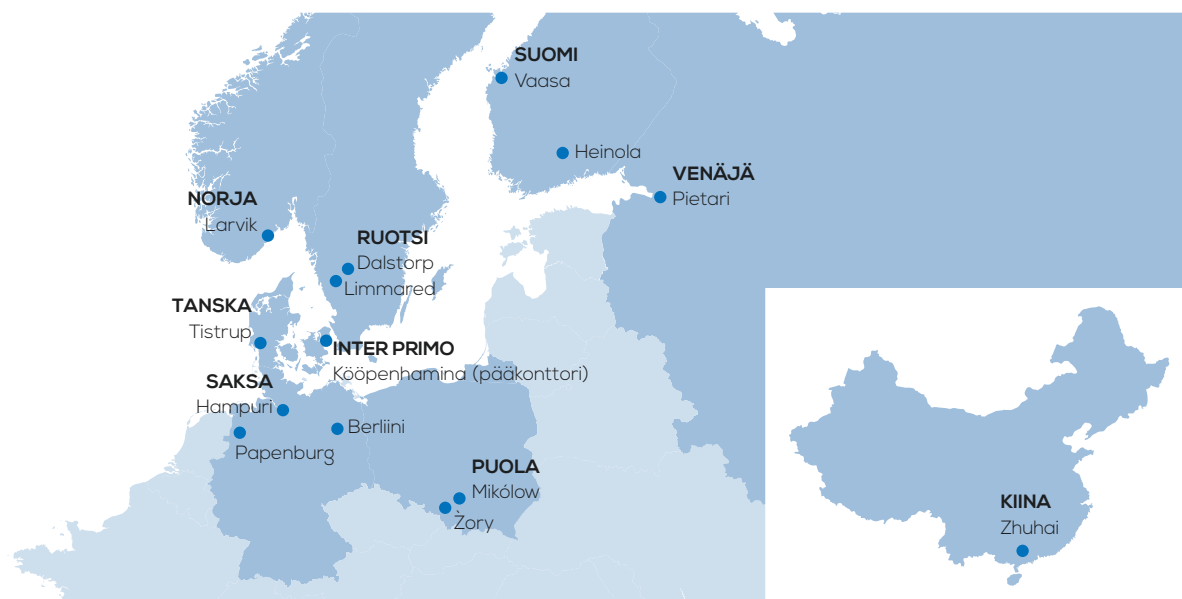 SUOMI
Vaasa
Heinola
VENÄJÄ
Pietari
NORJA
Larvik
RUOTSI
Dalstorp
Limmared
TANSKA
Tistrup
INTER PRIMO
Kööpenhamina (pääkonttori)
SAKSA
Hampuri
Berliini
Papenburg
PUOLA
Mikólow
Żory
KIINA
Zhuhai